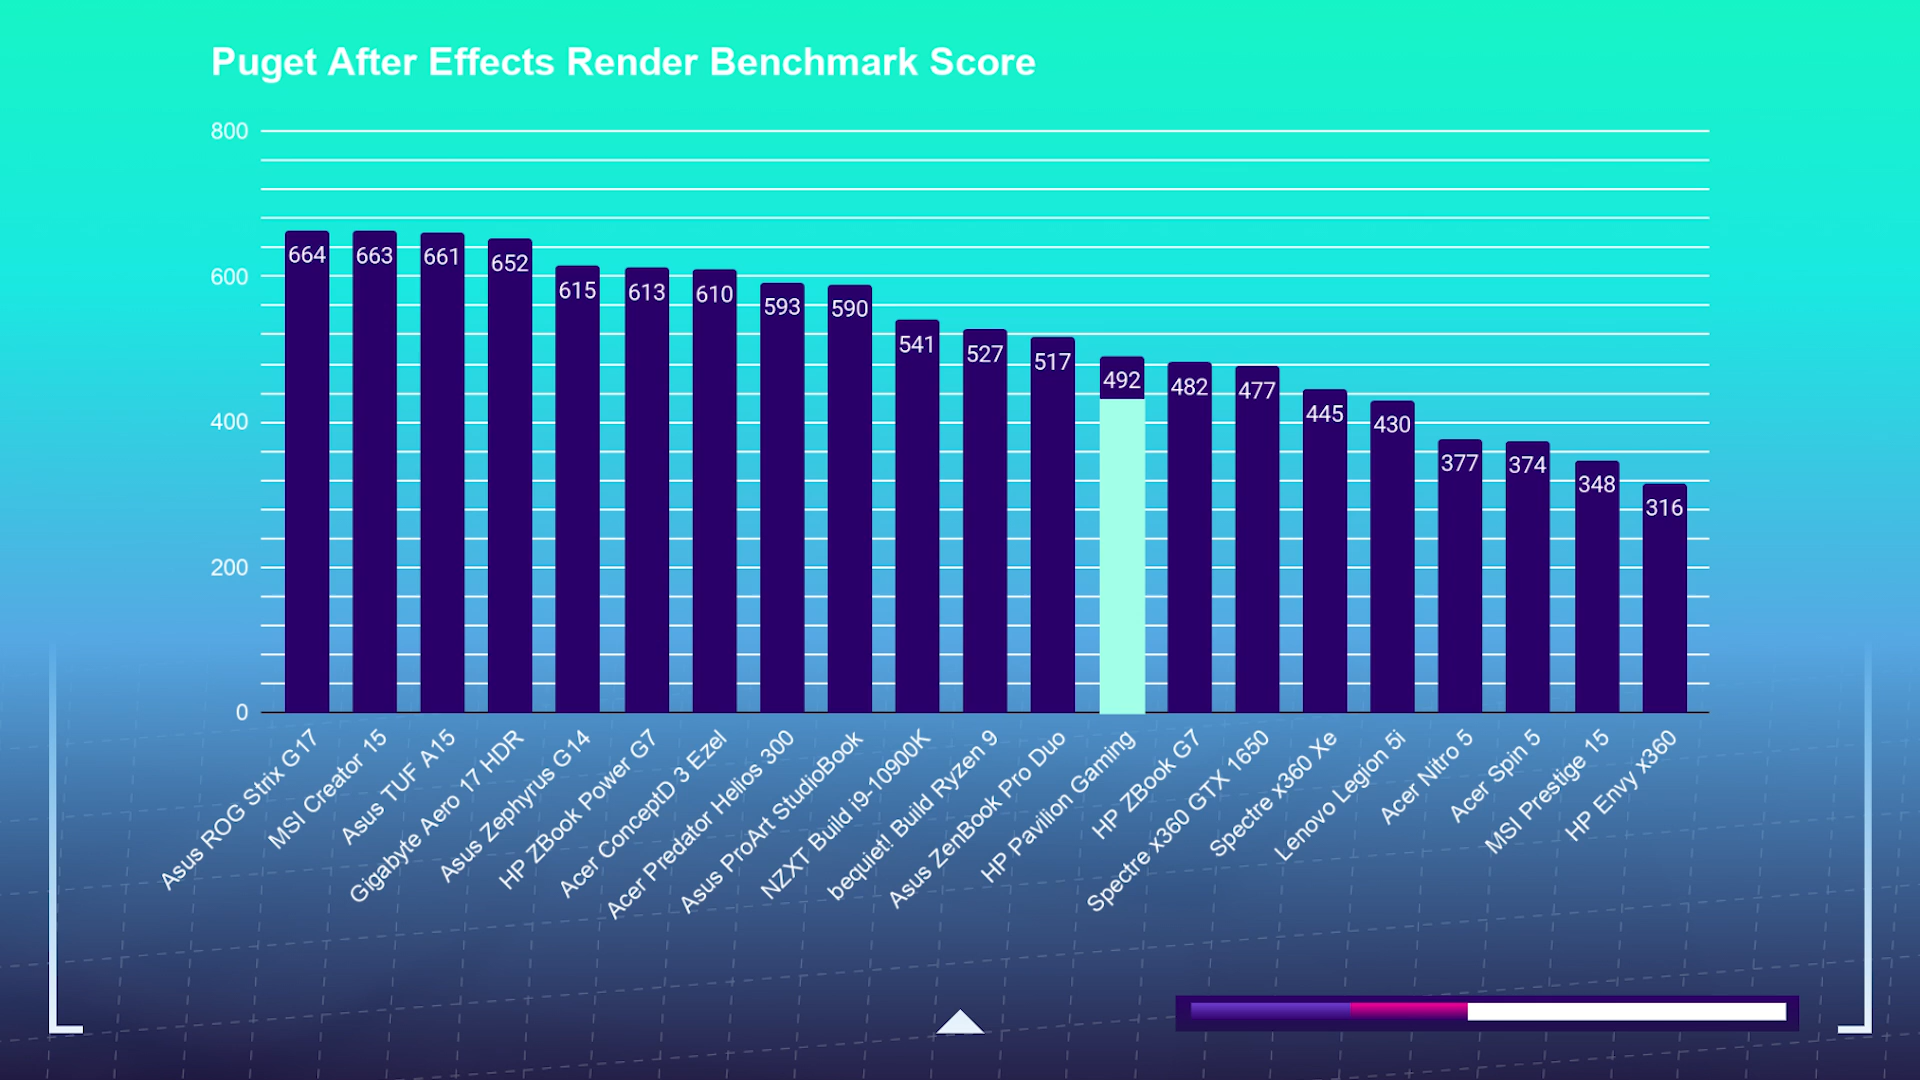 Puget After Effects Render Benchmark Score
800
600
400
200
0
664
663
661
652
615
613
610
593
590
541
527
517
492
482
477
445
430
377
374
348
316
Asus ROG Strix G17
MSI Creator 15
Asus TUF A15
Gigabyte Aero 17 HDR
Asus Zephyrus G14
HP ZBook Power G7
Acer ConceptD 3 Ezel
Acer Predator Helios 300
Asus ProArt StudioBook
NZXT Build i9-10900K
bequiet! Build Ryzen 9
Asus ZenBook Pro Duo
HP Pavilion Gaming
HP ZBook G7
Spectre x360 GTX 1650
Spectre x360 Xe
Lenovo Legion 5i
Acer Nitro 5
Acer Spin 5
MSI Prestige 15
HP Envy x360